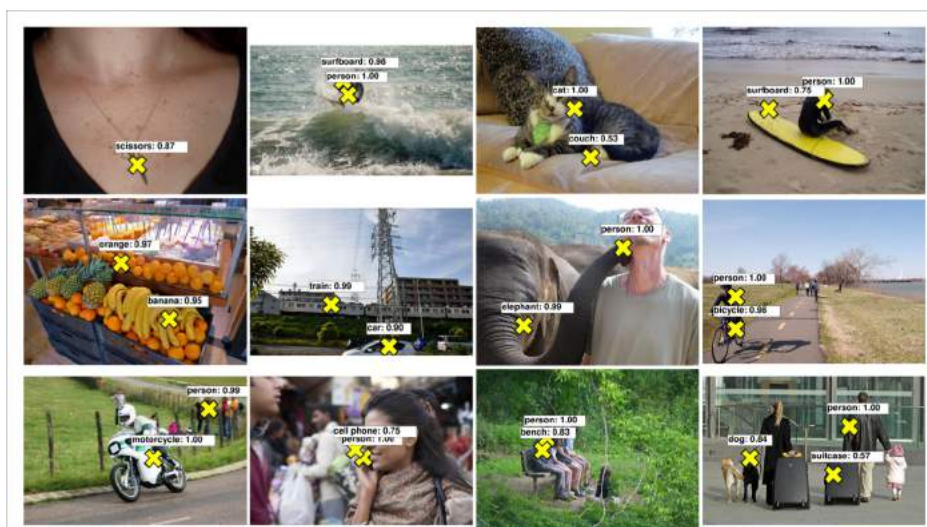 scissors: 0.87
surfboard: 0.96
person: 1.00
cat: 1.00
couch: 0.53
person: 1.00
surfboard: 0.75
orange: 0.97
banana: 0.95
train: 0.99
car: 0.90
person: 1.00
elephant: 0.99
person: 1.00
bicycle: 0.96
person: 0.99
motorcycle: 1.00
cell phone: 0.75
person: 1.00
person: 1.00
bench: 0.83
person: 1.00
dog: 0.84
suitcase: 0.57